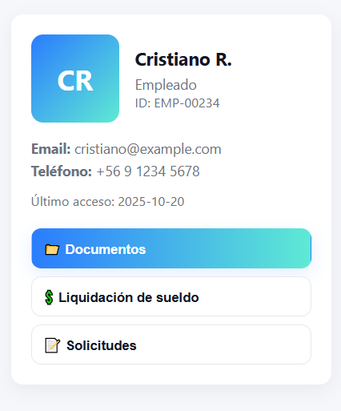 CR
Cristiano R.
Empleado
ID: EMP-00234
Email: cristiano@example.com
Teléfono: +56 9 1234 5678
Último acceso: 2025-10-20
📁 Documentos
💲 Liquidación de sueldo
📝 Solicitudes